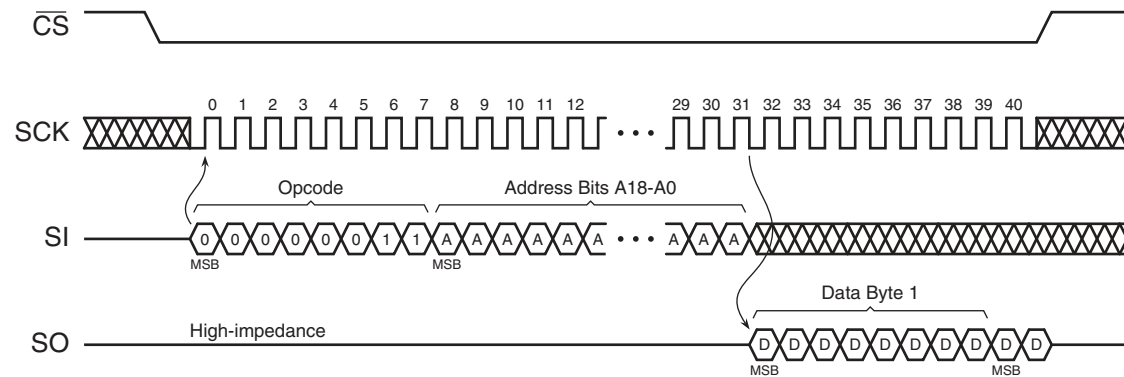 CS
0 1 2 3 4 5 6 7 8 9 10 11 12 29 30 31 32 33 34 35 36 37 38 39 40
SCK
Opcode Address Bits A18-A0
SI 0 0 0 0 0 0 1 1 A A A A A A A A A
MSB MSB
Data Byte 1
High-impedance
SO D D D D D D D D D D
MSB MSB